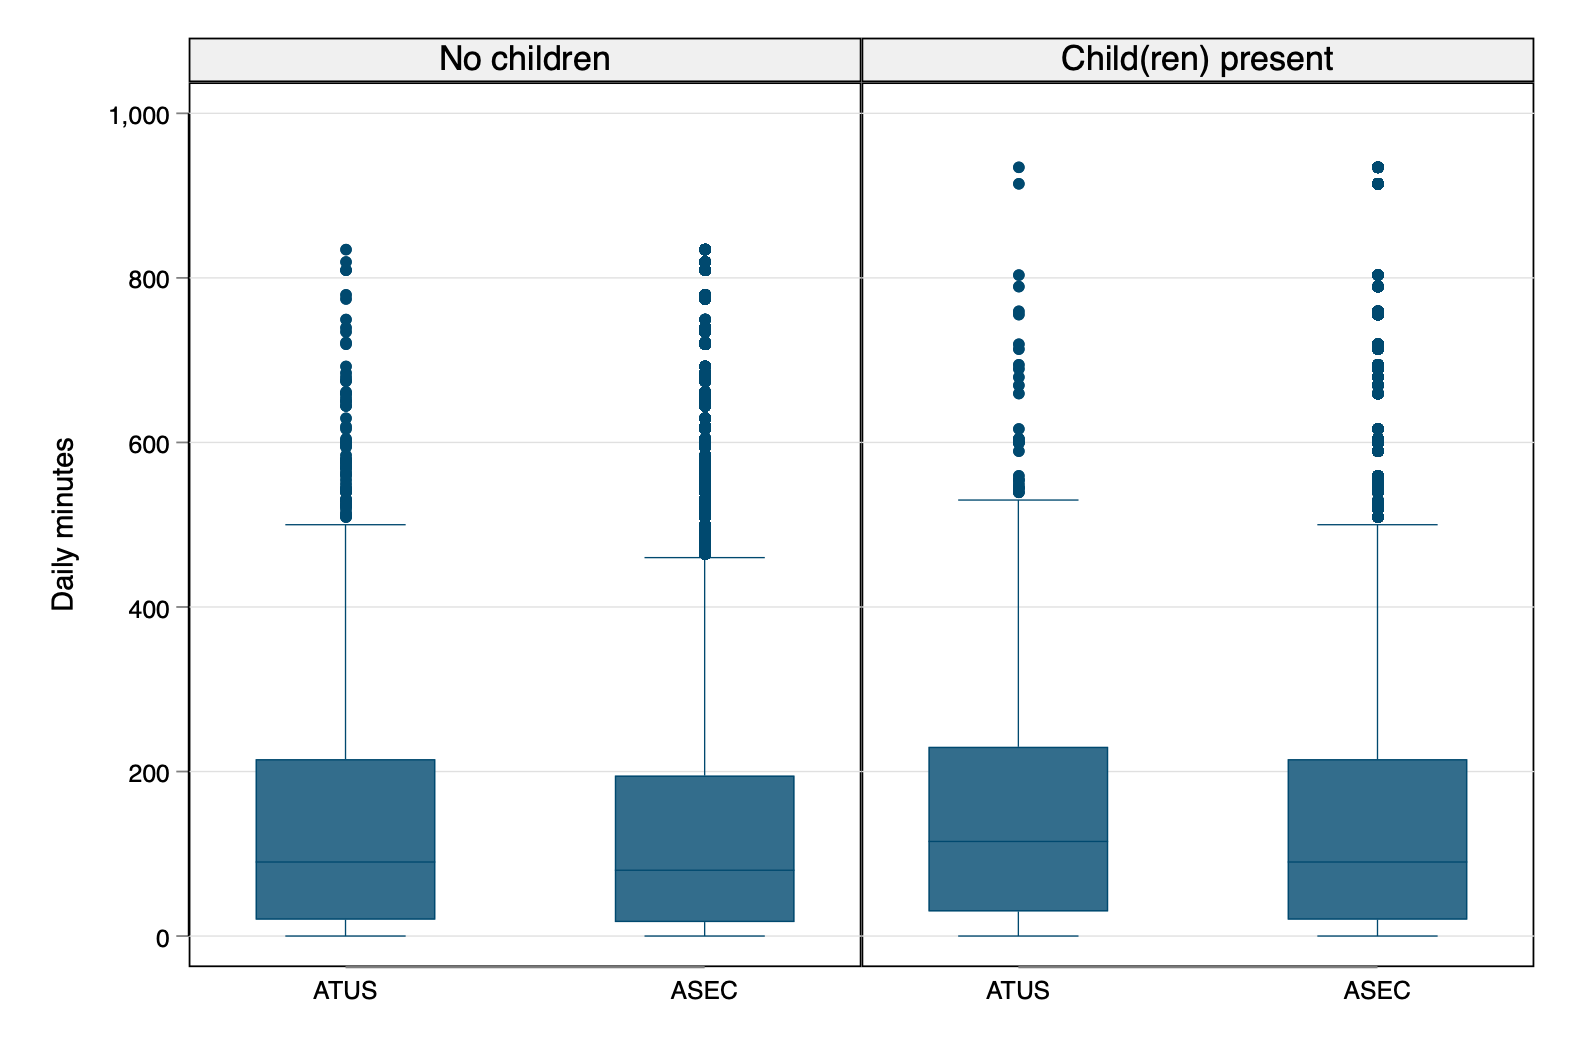 No children
Child(ren) present
1,000
800
600
400
200
0
Daily minutes
ATUS
ASEC
ATUS
ASEC